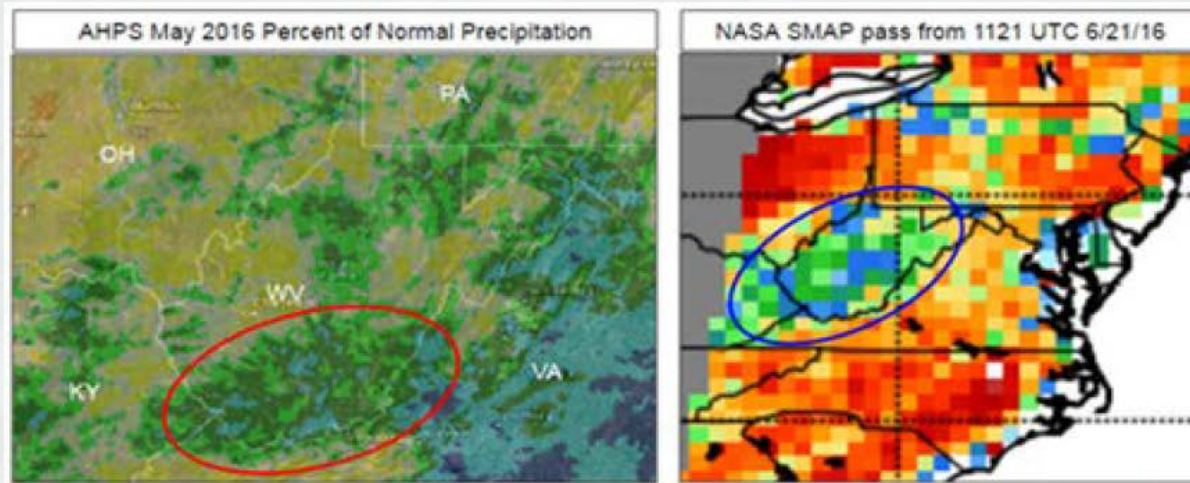 AHPS May 2016 Percent of Normal Precipitation
NASA SMAP pass from 1121 UTC 6/21/16
PA
OH
WV
KY
VA